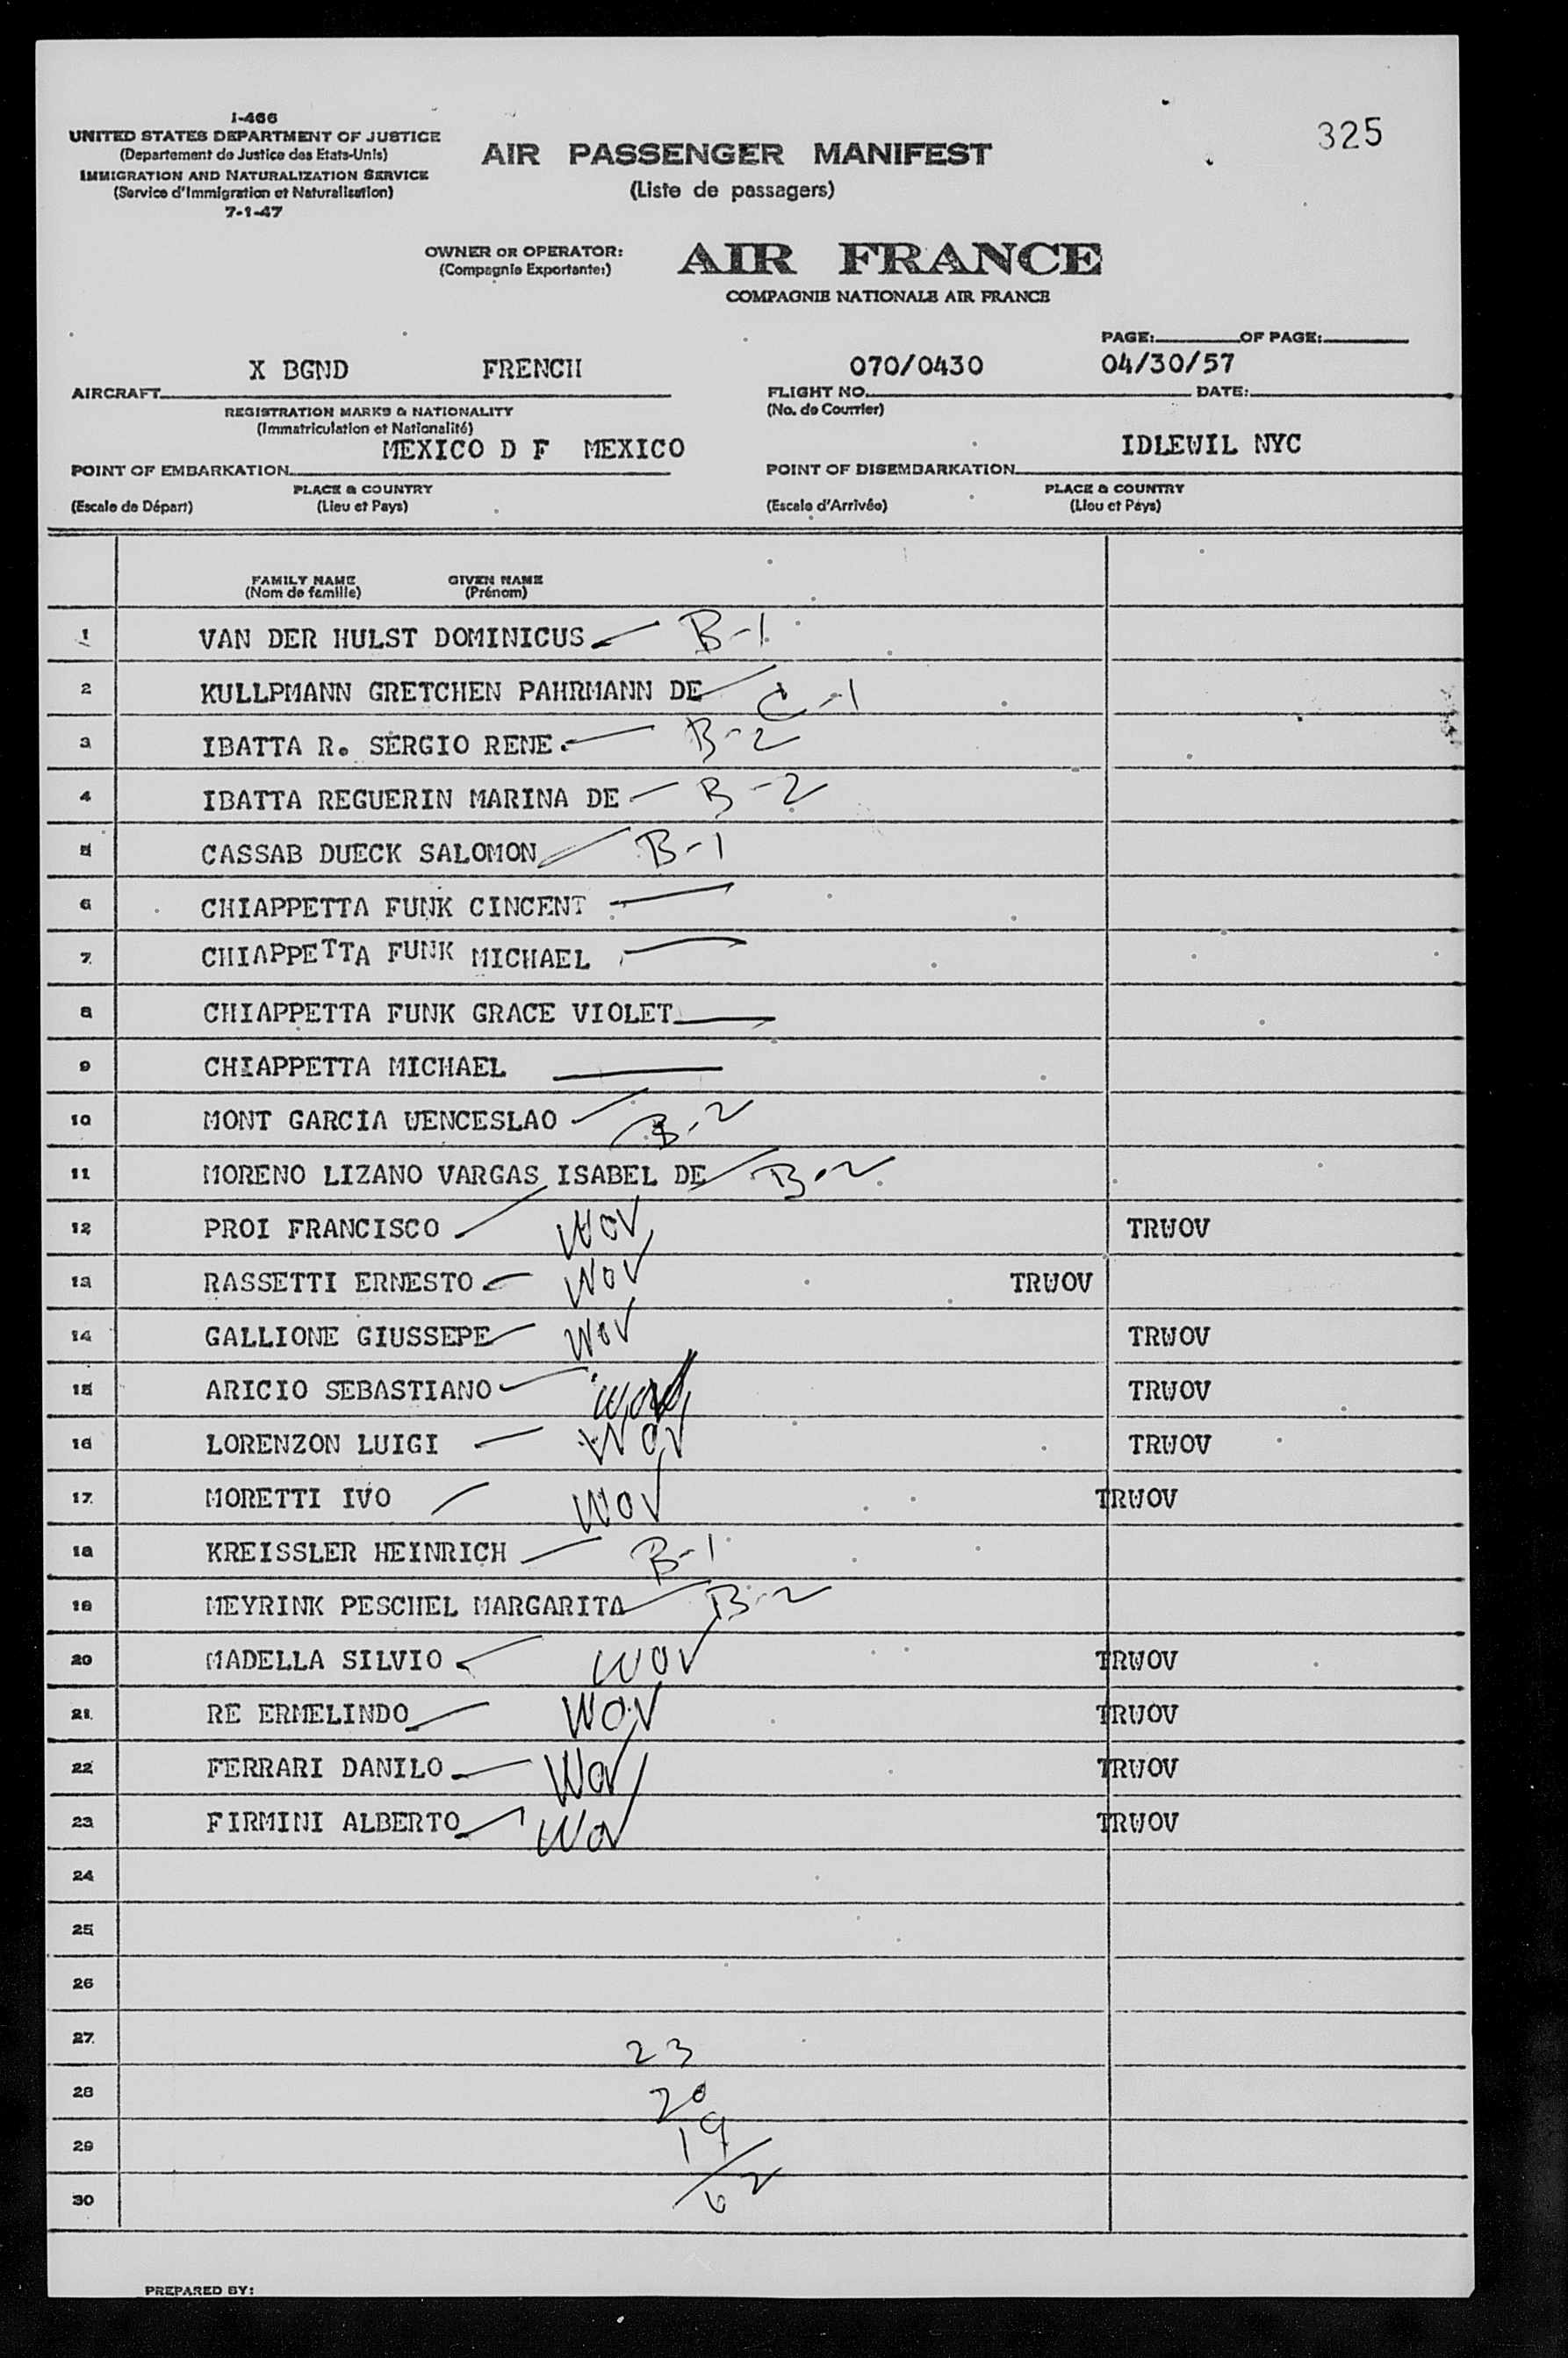 325
I-466
UNITED STATES DEPARTMENT OF JUSTICE
(Departement de Justice des Etats-Unis)
IMMIGRATION AND NATURALIZATION SERVICE
(Service d'Immigration et Naturalisation)
7-1-47
AIR PASSENGER MANIFEST
(Liste de passagers)
OWNER OR OPERATOR:
(Compagnie Exportante:)
AIR FRANCE
COMPAGNIE NATIONALE AIR FRANCE
PAGE: OF PAGE:
X BGND FRENCH 070/0430 04/30/57
AIRCRAFT FLIGHT NO. DATE:
REGISTRATION MARKS & NATIONALITY (No. de Courrier)
(Immatriculation et Nationalité)
MEXICO D F MEXICO IDLEWIL NYC
POINT OF EMBARKATION POINT OF DISEMBARKATION
PLACE & COUNTRY PLACE & COUNTRY
(Escale de Départ) (Lieu et Pays) (Escale d'Arrivée) (Lieu et Pays)
FAMILY NAME GIVEN NAME
(Nom de famille) (Prénom)
1 VAN DER HULST DOMINICUS B-1
2 KULLPMANN GRETCHEN PAHRMANN DE C-1
3 IBATTA R. SERGIO RENE. B-2
4 IBATTA REGUERIN MARINA DE B-2
5 CASSAB DUECK SALOMON B-1
6 CHIAPPETTA FUNK CINCENT
7 CHIAPPETTA FUNK MICHAEL
8 CHIAPPETTA FUNK GRACE VIOLET
9 CHIAPPETTA MICHAEL
10 MONT GARCIA WENCESLAO B-2
11 MORENO LIZANO VARGAS ISABEL DE B-2
12 PROI FRANCISCO WOV TRWOV
13 RASSETTI ERNESTO WOV TRWOV
14 GALLIONE GIUSSEPE WOV TRWOV
15 ARICIO SEBASTIANO WOV TRWOV
16 LORENZON LUIGI WOV TRWOV
17 MORETTI IVO WOV TRWOV
18 KREISSLER HEINRICH B-1
19 MEYRINK PESCHEL MARGARITA B-2
20 MADELLA SILVIO WOV TRWOV
21 RE ERMELINDO WOV TRWOV
22 FERRARI DANILO WOV TRWOV
23 FIRMINI ALBERTO WOV TRWOV
24
25
26
27 23
28 20
29 19
30 62
PREPARED BY: